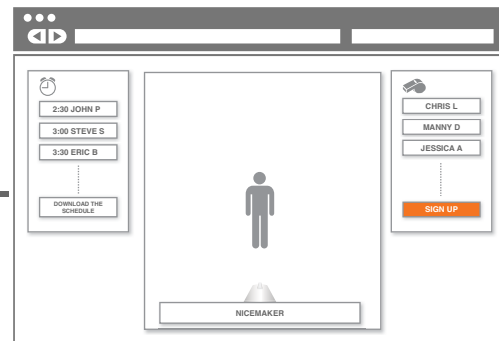 2:30 JOHN P
3:00 STEVE S
3:30 ERIC B
DOWNLOAD THE
SCHEDULE
NICEMAKER
CHRIS L
MANNY D
JESSICA A
SIGN UP